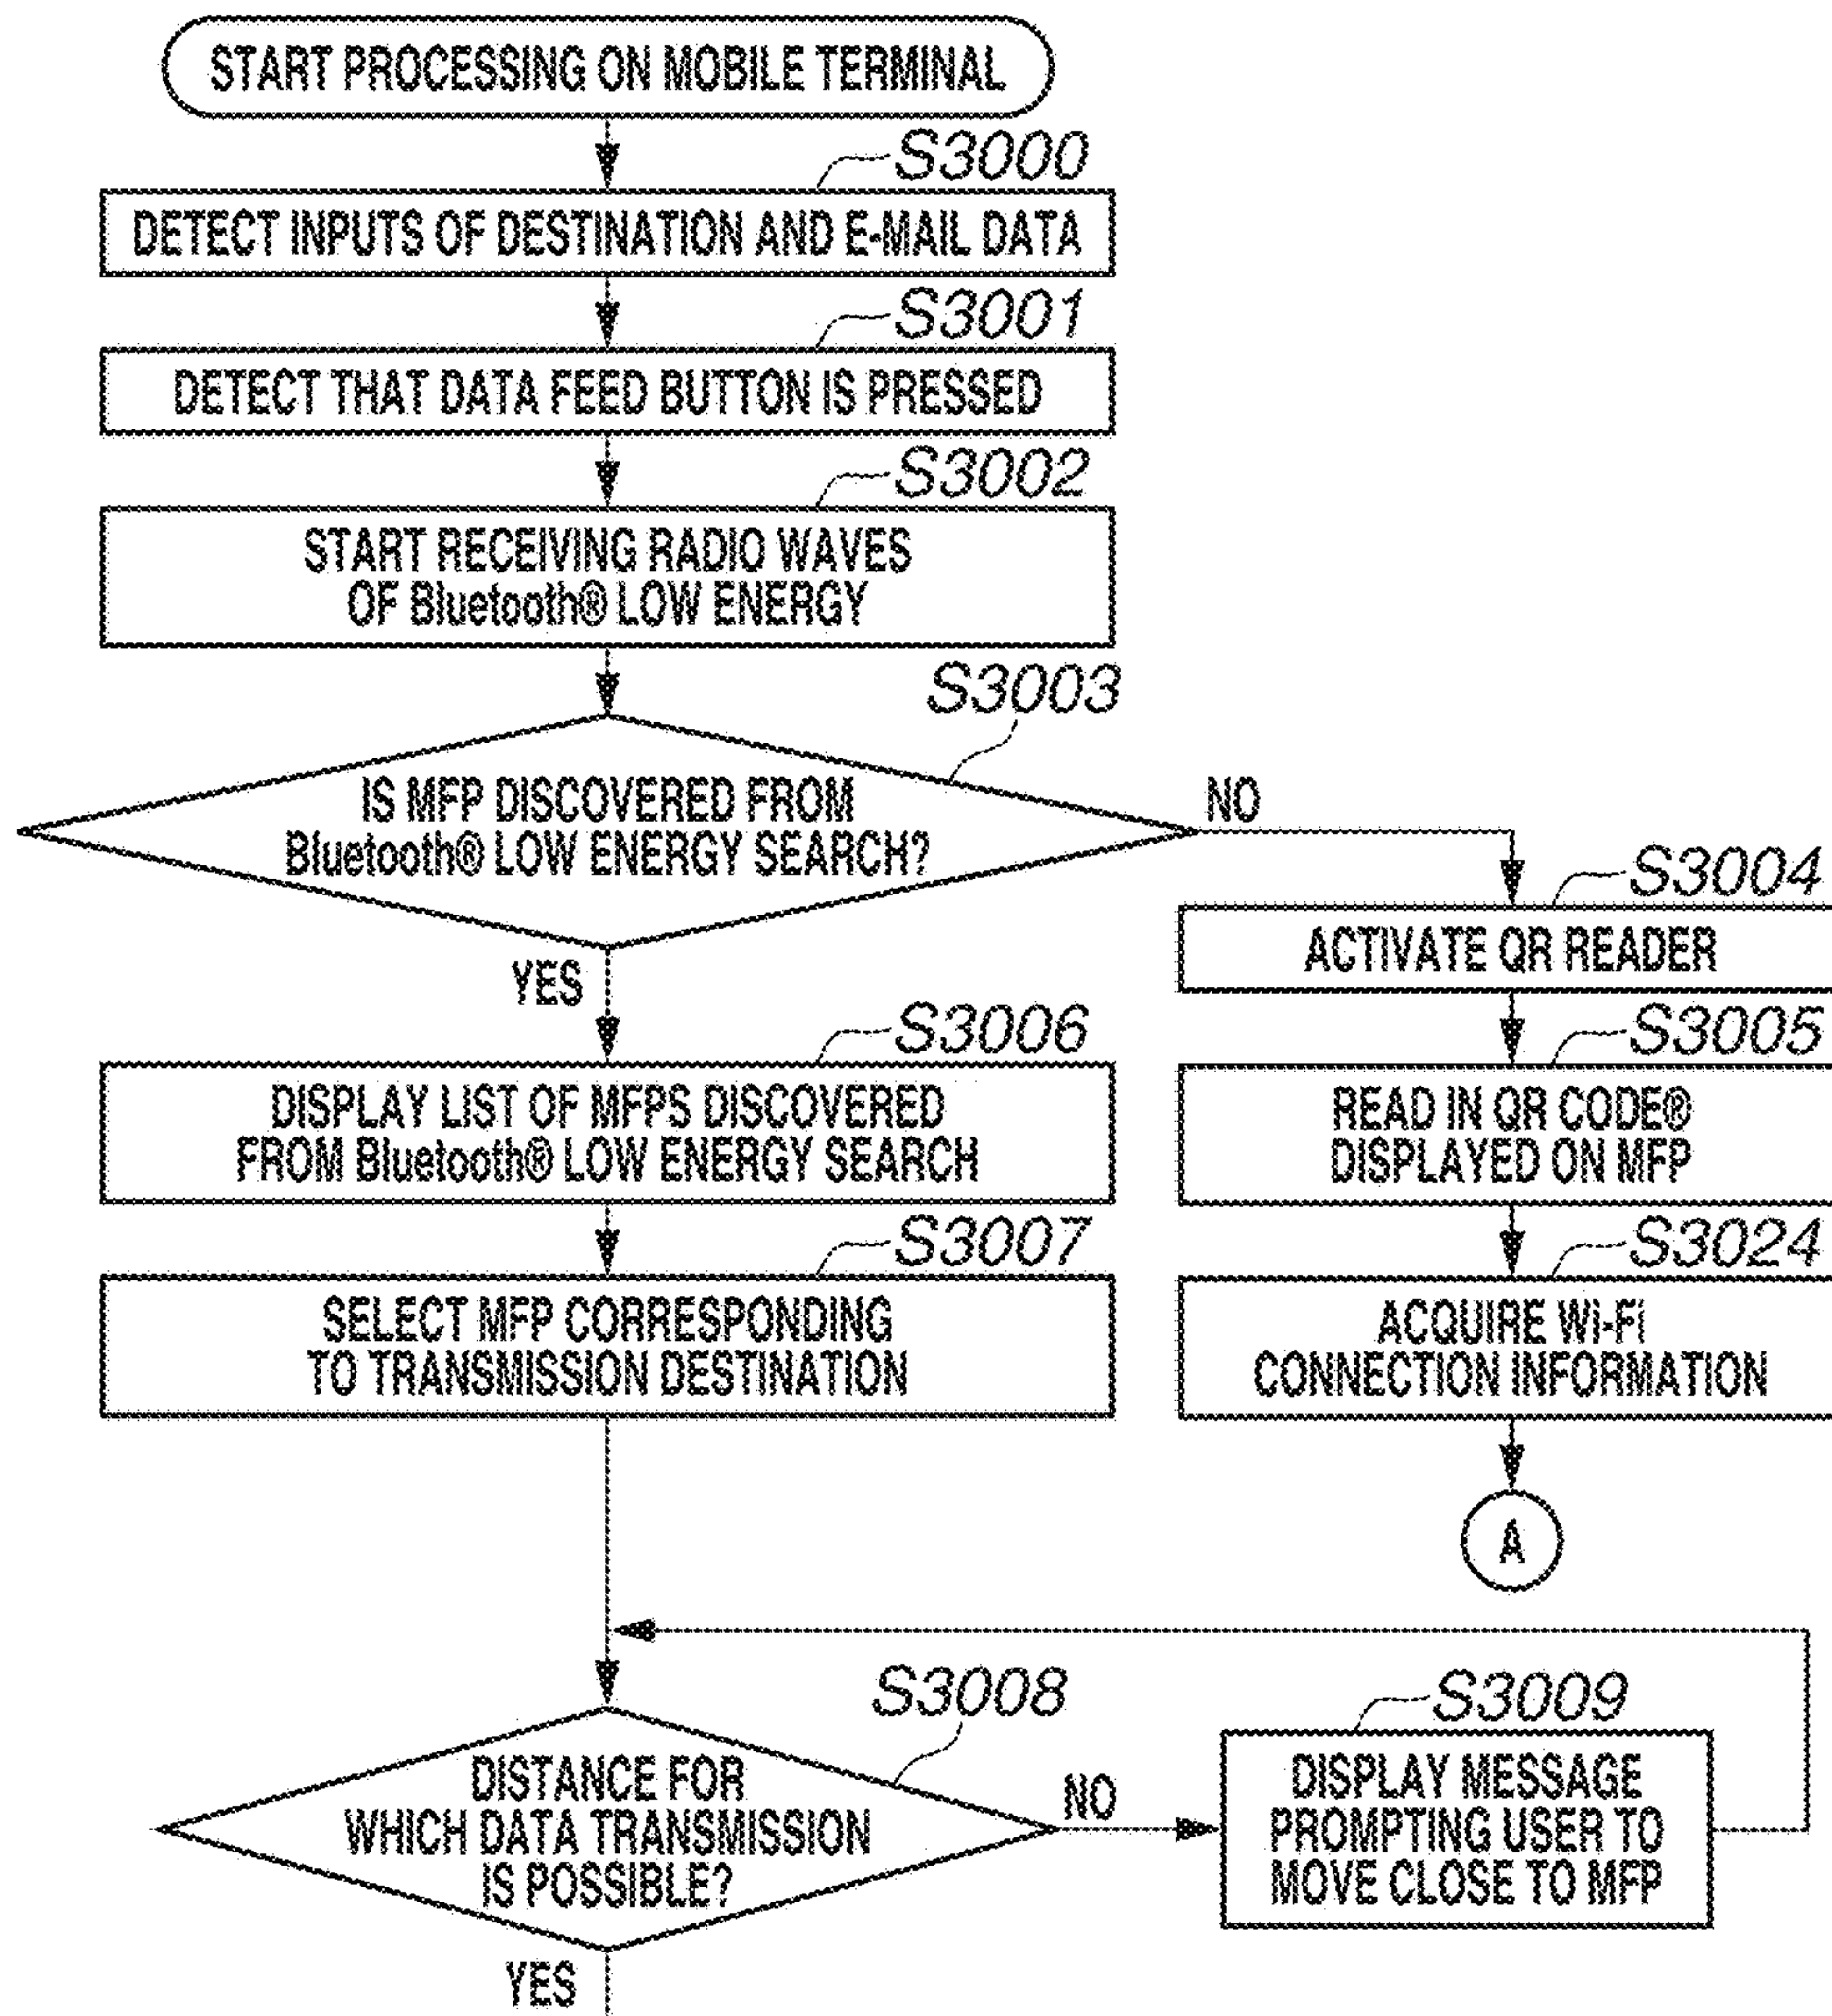 START PROCESSING ON MOBILE TERMINAL
S3000
DETECT INPUTS OF DESTINATION AND E-MAIL DATA
S3001
DETECT THAT DATA FEED BUTTON IS PRESSED
S3002
START RECEIVING RADIO WAVES
OF Bluetooth® LOW ENERGY
S3003
IS MFP DISCOVERED FROM
Bluetooth® LOW ENERGY SEARCH?
NO
YES
S3004
ACTIVATE QR READER
S3005
READ IN QR CODE®
DISPLAYED ON MFP
S3024
ACQUIRE Wi-Fi
CONNECTION INFORMATION
A
S3006
DISPLAY LIST OF MFPS DISCOVERED
FROM Bluetooth® LOW ENERGY SEARCH
S3007
SELECT MFP CORRESPONDING
TO TRANSMISSION DESTINATION
S3008
DISTANCE FOR
WHICH DATA TRANSMISSION
IS POSSIBLE?
NO
S3009
DISPLAY MESSAGE
PROMPTING USER TO
MOVE CLOSE TO MFP
YES